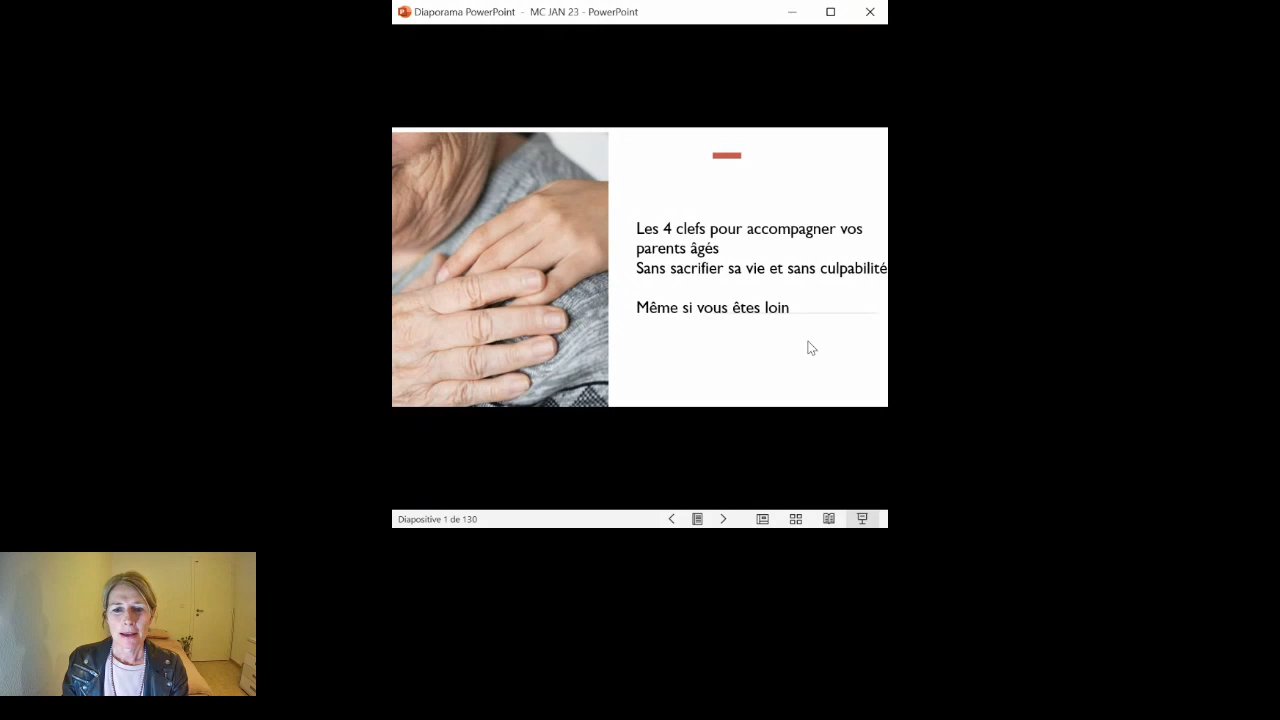 Diaporama PowerPoint - MC JAN 23 - PowerPoint
Les 4 clefs pour accompagner vos
parents âgés
Sans sacrifier sa vie et sans culpabilité
Même si vous êtes loin
Diapositive 1 de 130